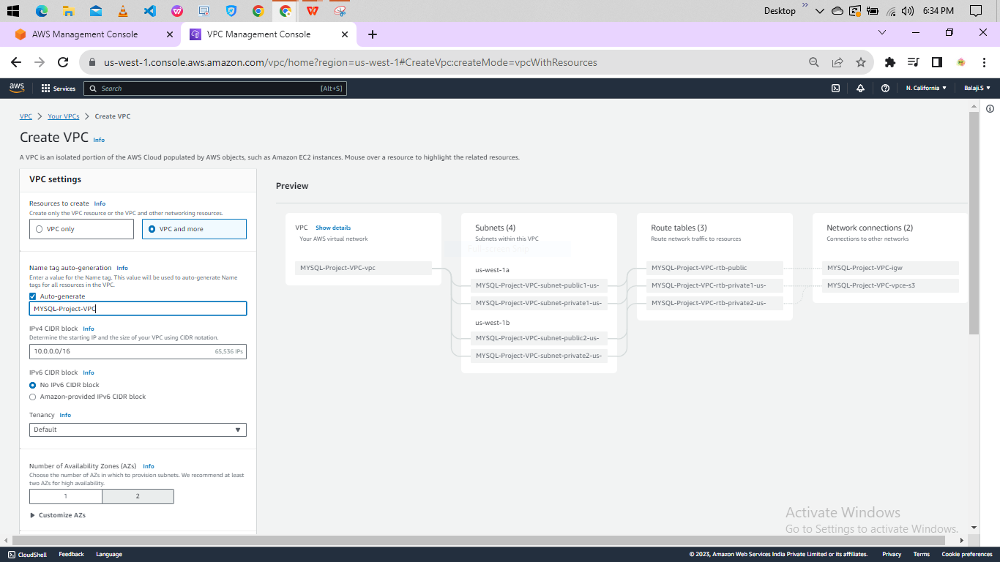 Desktop
6:34 PM
AWS Management Console
VPC Management Console
us-west-1.console.aws.amazon.com/vpc/home?region=us-west-1#CreateVpc:createMode=vpcWithResources
aws
Services
Search
[Alt+S]
N. California
Balaji.S
VPC
Your VPCs
Create VPC
Create VPC Info
A VPC is an isolated portion of the AWS Cloud populated by AWS objects, such as Amazon EC2 instances. Mouse over a resource to highlight the related resources.
VPC settings
Resources to create Info
Create only the VPC resource or the VPC and other networking resources.
VPC only
VPC and more
Name tag auto-generation Info
Enter a value for the Name tag. This value will be used to auto-generate Name
tags for all resources in the VPC.
Auto-generate
MYSQL-Project-VPC
IPv4 CIDR block Info
Determine the starting IP and the size of your VPC using CIDR notation.
10.0.0.0/16
65,536 IPs
IPv6 CIDR block Info
No IPv6 CIDR block
Amazon-provided IPv6 CIDR block
Tenancy Info
Default
Number of Availability Zones (AZs) Info
Choose the number of AZs in which to provision subnets. We recommend at least
two AZs for high availability.
1
2
Customize AZs
Preview
VPC Show details
Your AWS virtual network
MYSQL-Project-VPC-vpc
Subnets (4)
Subnets within this VPC
Full-screen Snip
us-west-1a
MYSQL-Project-VPC-subnet-public1-us-
MYSQL-Project-VPC-subnet-private1-us-
us-west-1b
MYSQL-Project-VPC-subnet-public2-us-
MYSQL-Project-VPC-subnet-private2-us-
Route tables (3)
Route network traffic to resources
MYSQL-Project-VPC-rtb-public
MYSQL-Project-VPC-rtb-private1-us-
MYSQL-Project-VPC-rtb-private2-us-
Network connections (2)
Connections to other networks
MYSQL-Project-VPC-igw
MYSQL-Project-VPC-vpce-s3
Activate Windows
Go to Settings to activate Windows.
CloudShell
Feedback
Language
© 2023, Amazon Web Services India Private Limited or its affiliates.
Privacy
Terms
Cookie preferences